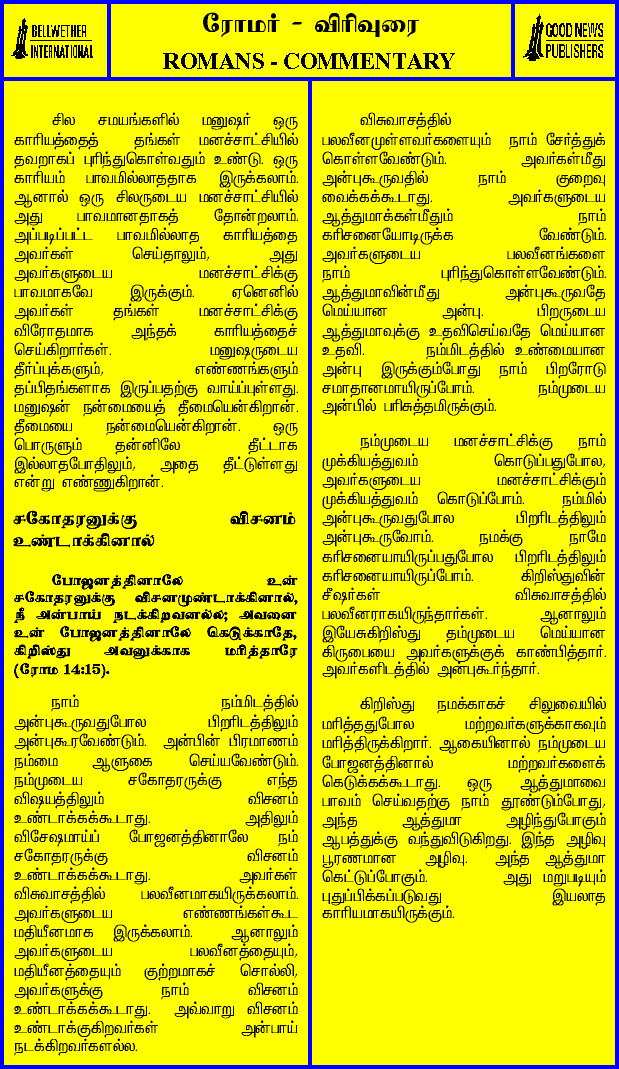 BELLWETHER
INTERNATIONAL
ரோமர் - விரிவுரை
ROMANS - COMMENTARY
GOOD NEWS
PUBLISHERS
சில சமயங்களில் மனுஷர் ஒரு
காரியத்தைத் தங்கள் மனச்சாட்சியில்
தவறாகப் புரிந்துகொள்வதும் உண்டு. ஒரு
காரியம் பாவமில்லாததாக இருக்கலாம்.
ஆனால் ஒரு சிலருடைய மனச்சாட்சியில்
அது பாவமானதாகத் தோன்றலாம்.
அப்படிப்பட்ட பாவமில்லாத காரியத்தை
அவர்கள் செய்தாலும், அது
அவர்களுடைய மனச்சாட்சிக்கு
பாவமாகவே இருக்கும். ஏனெனில்
அவர்கள் தங்கள் மனச்சாட்சிக்கு
விரோதமாக அந்தக் காரியத்தைச்
செய்கிறார்கள். மனுஷருடைய
தீர்ப்புக்களும், எண்ணங்களும்
தப்பிதங்களாக இருப்பதற்கு வாய்ப்புள்ளது.
மனுஷன் நன்மையைத் தீமையென்கிறான்.
தீமையை நன்மையென்கிறான். ஒரு
பொருளும் தன்னிலே தீட்டாக
இல்லாதபோதிலும், அதை தீட்டுள்ளது
என்று எண்ணுகிறான்.
சகோதரனுக்கு விசனம்
உண்டாக்கினால்
போஜனத்தினாலே உன்
சகோதரனுக்கு விசனமுண்டாக்கினால்,
நீ அன்பாய் நடக்கிறவனல்ல; அவனை
உன் போஜனத்தினாலே கெடுக்காதே,
கிறிஸ்து அவனுக்காக மரித்தாரே
(ரோம 14:15).
நாம் நம்மிடத்தில்
அன்புகூருவதுபோல பிறரிடத்திலும்
அன்புகூரவேண்டும். அன்பின் பிரமாணம்
நம்மை ஆளுகை செய்யவேண்டும்.
நம்முடைய சகோதரருக்கு எந்த
விஷயத்திலும் விசனம்
உண்டாக்கக்கூடாது. அதிலும்
விசேஷமாய்ப் போஜனத்தினாலே நம்
சகோதரருக்கு விசனம்
உண்டாக்கக்கூடாது. அவர்கள்
விசுவாசத்தில் பலவீனமாகயிருக்கலாம்.
அவர்களுடைய எண்ணங்கள்கூட
மதியீனமாக இருக்கலாம். ஆனாலும்
அவர்களுடைய பலவீனத்தையும்,
மதியீனத்தையும் குற்றமாகச் சொல்லி,
அவர்களுக்கு நாம் விசனம்
உண்டாக்கக்கூடாது. அவ்வாறு விசனம்
உண்டாக்குகிறவர்கள் அன்பாய்
நடக்கிறவர்களல்ல.
விசுவாசத்தில்
பலவீனமுள்ளவர்களையும் நாம் சேர்த்துக்
கொள்ளவேண்டும். அவர்கள்மீது
அன்புகூருவதில் நாம் குறைவு
வைக்கக்கூடாது. அவர்களுடைய
ஆத்துமாக்கள்மீதும் நாம்
கரிசனையோடிருக்க வேண்டும்.
அவர்களுடைய பலவீனங்களை
நாம் புரிந்துகொள்ளவேண்டும்.
ஆத்துமாவின்மீது அன்புகூருவதே
மெய்யான அன்பு. பிறருடைய
ஆத்துமாவுக்கு உதவிசெய்வதே மெய்யான
உதவி. நம்மிடத்தில் உண்மையான
அன்பு இருக்கும்போது நாம் பிறரோடு
சமாதானமாயிருப்போம். நம்முடைய
அன்பில் பரிசுத்தமிருக்கும்.
நம்முடைய மனச்சாட்சிக்கு நாம்
முக்கியத்துவம் கொடுப்பதுபோல,
அவர்களுடைய மனச்சாட்சிக்கும்
முக்கியத்துவம் கொடுப்போம். நம்மில்
அன்புகூருவதுபோல பிறரிடத்திலும்
அன்புகூருவோம். நமக்கு நாமே
கரிசனையாயிருப்பதுபோல பிறரிடத்திலும்
கரிசனையாயிருப்போம். கிறிஸ்துவின்
சீஷர்கள் விசுவாசத்தில்
பலவீனராகயிருந்தார்கள். ஆனாலும்
இயேசுகிறிஸ்து தம்முடைய மெய்யான
கிருபையை அவர்களுக்குக் காண்பித்தார்.
அவர்களிடத்தில் அன்புகூர்ந்தார்.
கிறிஸ்து நமக்காகச் சிலுவையில்
மரித்ததுபோல மற்றவர்களுக்காகவும்
மரித்திருக்கிறார். ஆகையினால் நம்முடைய
போஜனத்தினால் மற்றவர்களைக்
கெடுக்கக்கூடாது. ஒரு ஆத்துமாவை
பாவம் செய்வதற்கு நாம் தூண்டும்போது,
அந்த ஆத்துமா அழிந்துபோகும்
ஆபத்துக்கு வந்துவிடுகிறது. இந்த அழிவு
பூரணமான அழிவு. அந்த ஆத்துமா
கெட்டுப்போகும். அது மறுபடியும்
புதுப்பிக்கப்படுவது இயலாத
காரியமாகயிருக்கும்.